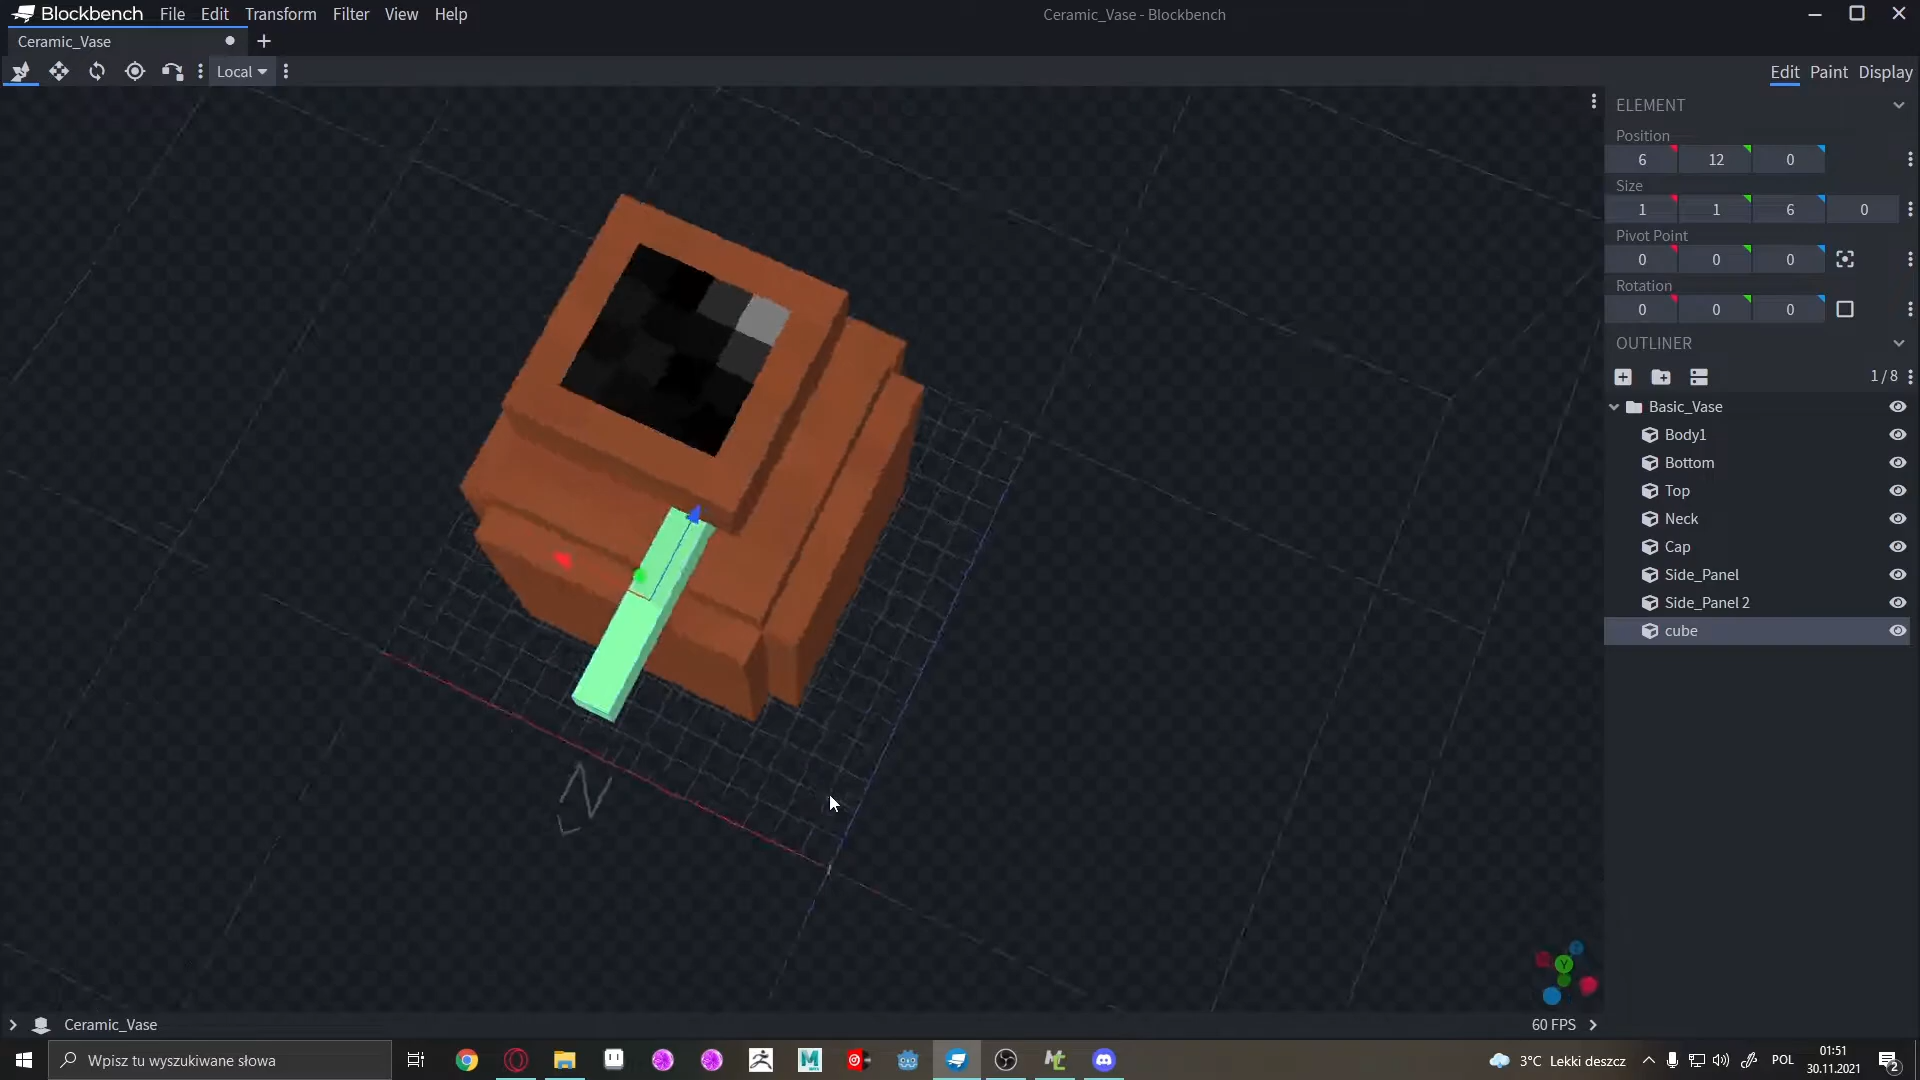 Blockbench File Edit Transform Filter View Help
Ceramic_Vase - Blockbench
Ceramic_Vase
Local
Edit Paint Display
ELEMENT
Position
6 12 0
Size
1 1 6 0
Pivot Point
0 0 0
Rotation
0 0 0
OUTLINER
1 / 8
Basic_Vase
Body1
Bottom
Top
Neck
Cap
Side_Panel
Side_Panel 2
cube
N
Y
Ceramic_Vase
60 FPS
Wpisz tu wyszukiwane słowa
3°C Lekki deszcz
POL
01:51
30.11.2021
2